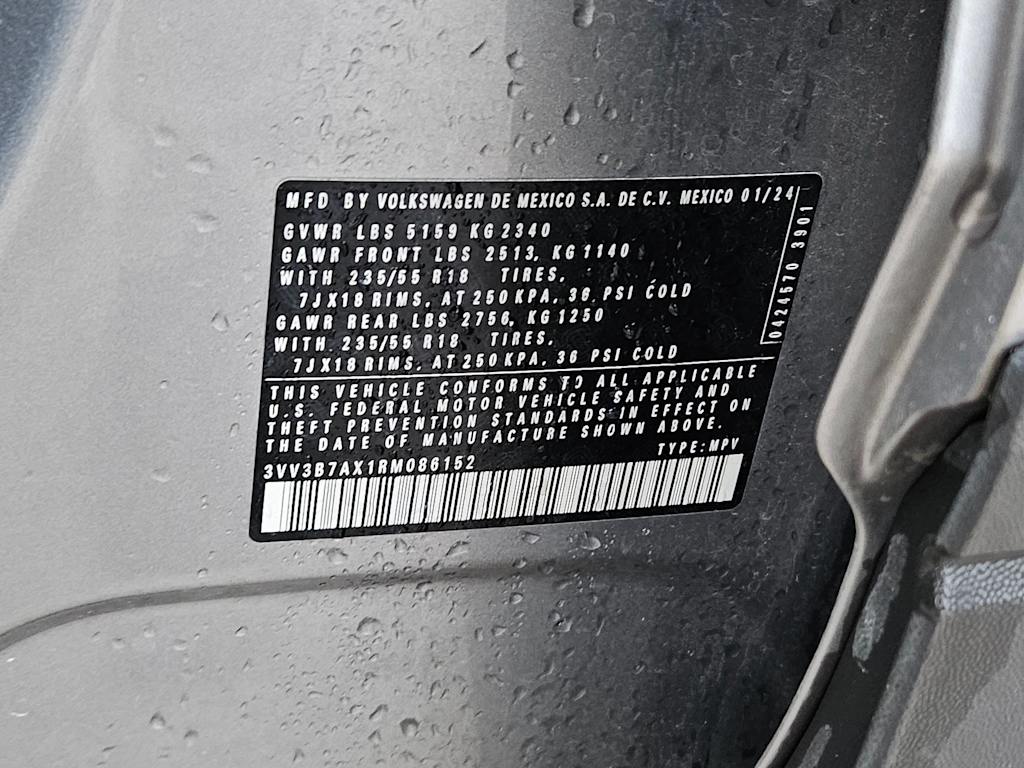 MFD BY VOLKSWAGEN DE MEXICO S.A. DE C.V. MEXICO 01/24
GVWR LBS 5159 KG 2340
GAWR FRONT LBS 2513, KG 1140
WITH 235/55 R18 TIRES,
7JX18 RIMS, AT 250 KPA, 36 PSI COLD
GAWR REAR LBS 2756, KG 1250
WITH 235/55 R18 TIRES,
7JX18 RIMS, AT 250 KPA, 36 PSI COLD
0424570 3901
THIS VEHICLE CONFORMS TO ALL APPLICABLE
U.S. FEDERAL MOTOR VEHICLE SAFETY AND
THEFT PREVENTION STANDARDS IN EFFECT ON
THE DATE OF MANUFACTURE SHOWN ABOVE.
TYPE: MPV
3VV3B7AX1RM086152